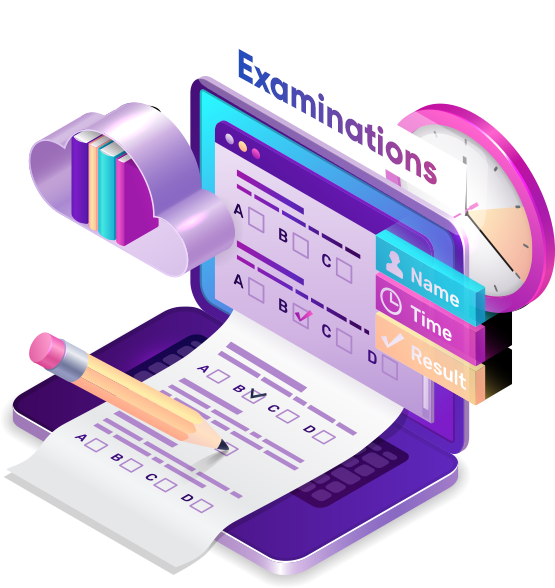 Examinations
A B C
A B C D
Name
Time
Result
A B C D
A B C D